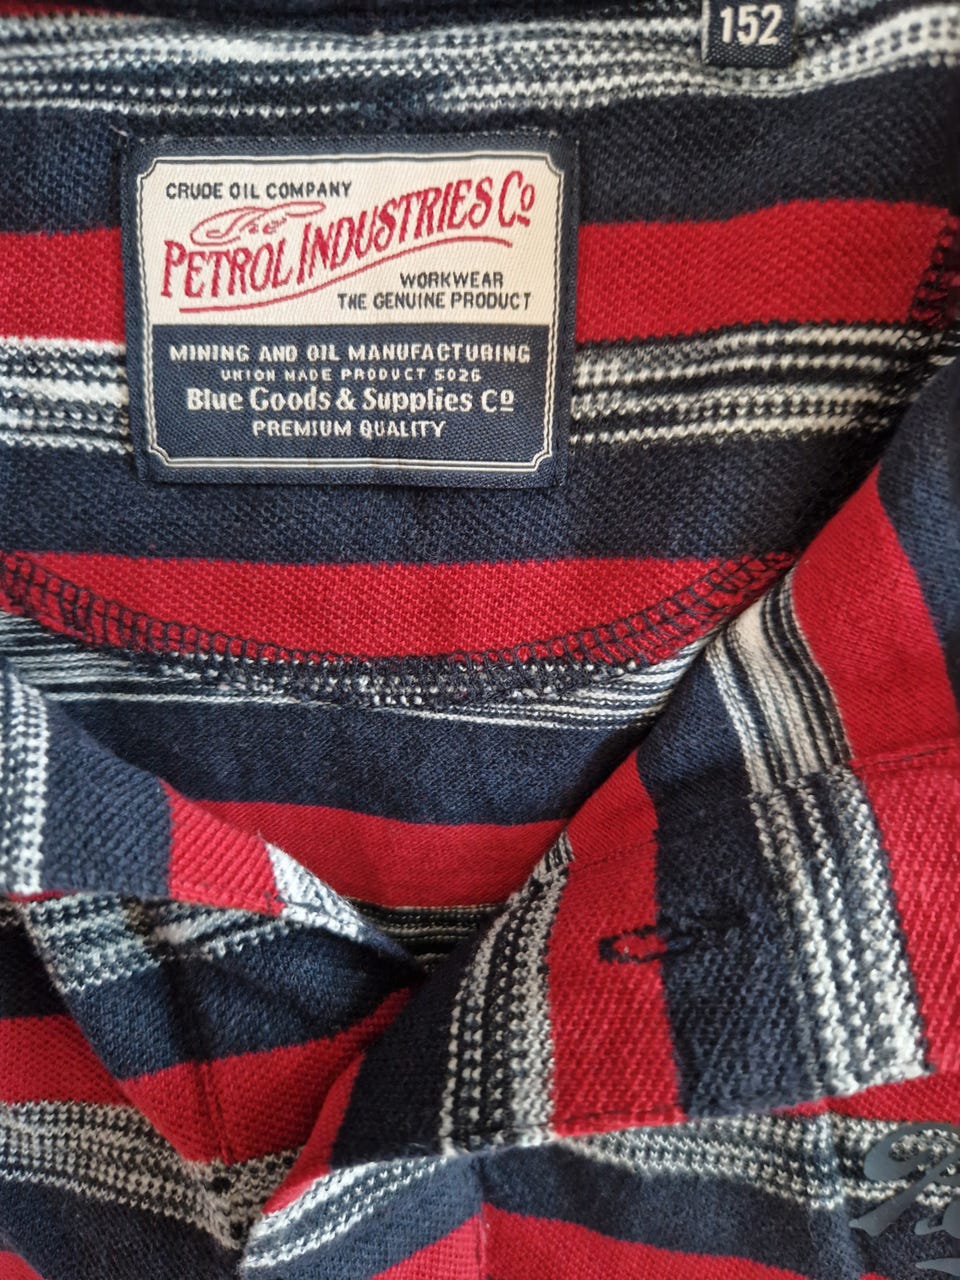 152
CRUDE OIL COMPANY
The
PETROL INDUSTRIES Cº
WORKWEAR
THE GENUINE PRODUCT
MINING AND OIL MANUFACTURING
UNION MADE PRODUCT 5026
Blue Goods & Supplies Cº
PREMIUM QUALITY